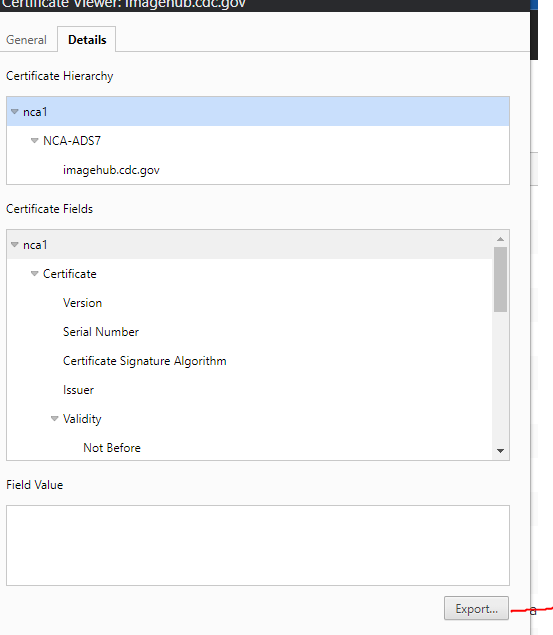 Certificate Viewer: imagehub.cdc.gov
General Details
Certificate Hierarchy
nca1
NCA-ADS7
imagehub.cdc.gov
Certificate Fields
nca1
Certificate
Version
Serial Number
Certificate Signature Algorithm
Issuer
Validity
Not Before
Field Value
Export...
a